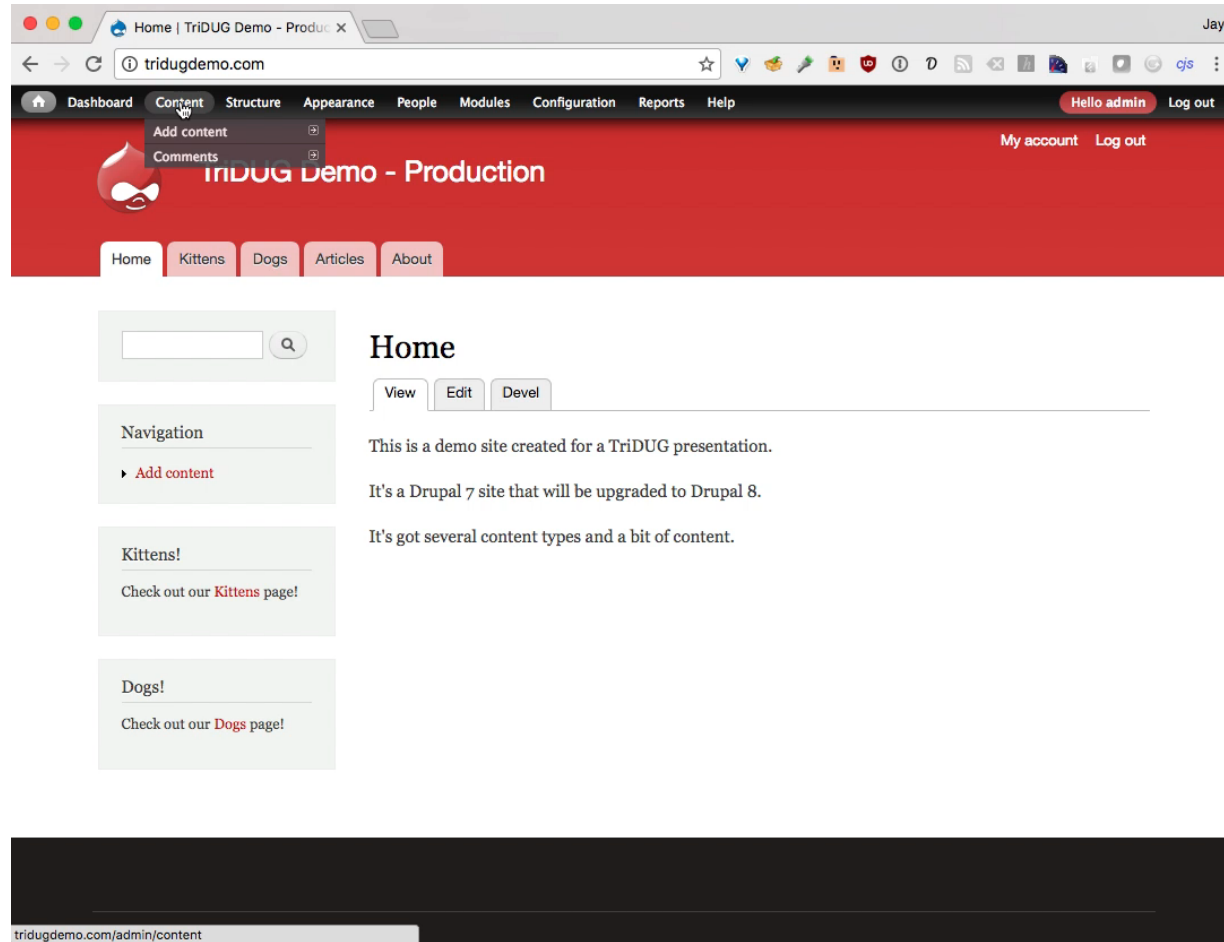 Home | TriDUG Demo - Produc
Jay
tridugdemo.com
cjs
Dashboard Content Structure Appearance People Modules Configuration Reports Help Hello admin Log out
Add content
Comments
My account Log out
TriDUG Demo - Production
Home Kittens Dogs Articles About
Home
View Edit Devel
Navigation
Add content
This is a demo site created for a TriDUG presentation.
It's a Drupal 7 site that will be upgraded to Drupal 8.
It's got several content types and a bit of content.
Kittens!
Check out our Kittens page!
Dogs!
Check out our Dogs page!
tridugdemo.com/admin/content